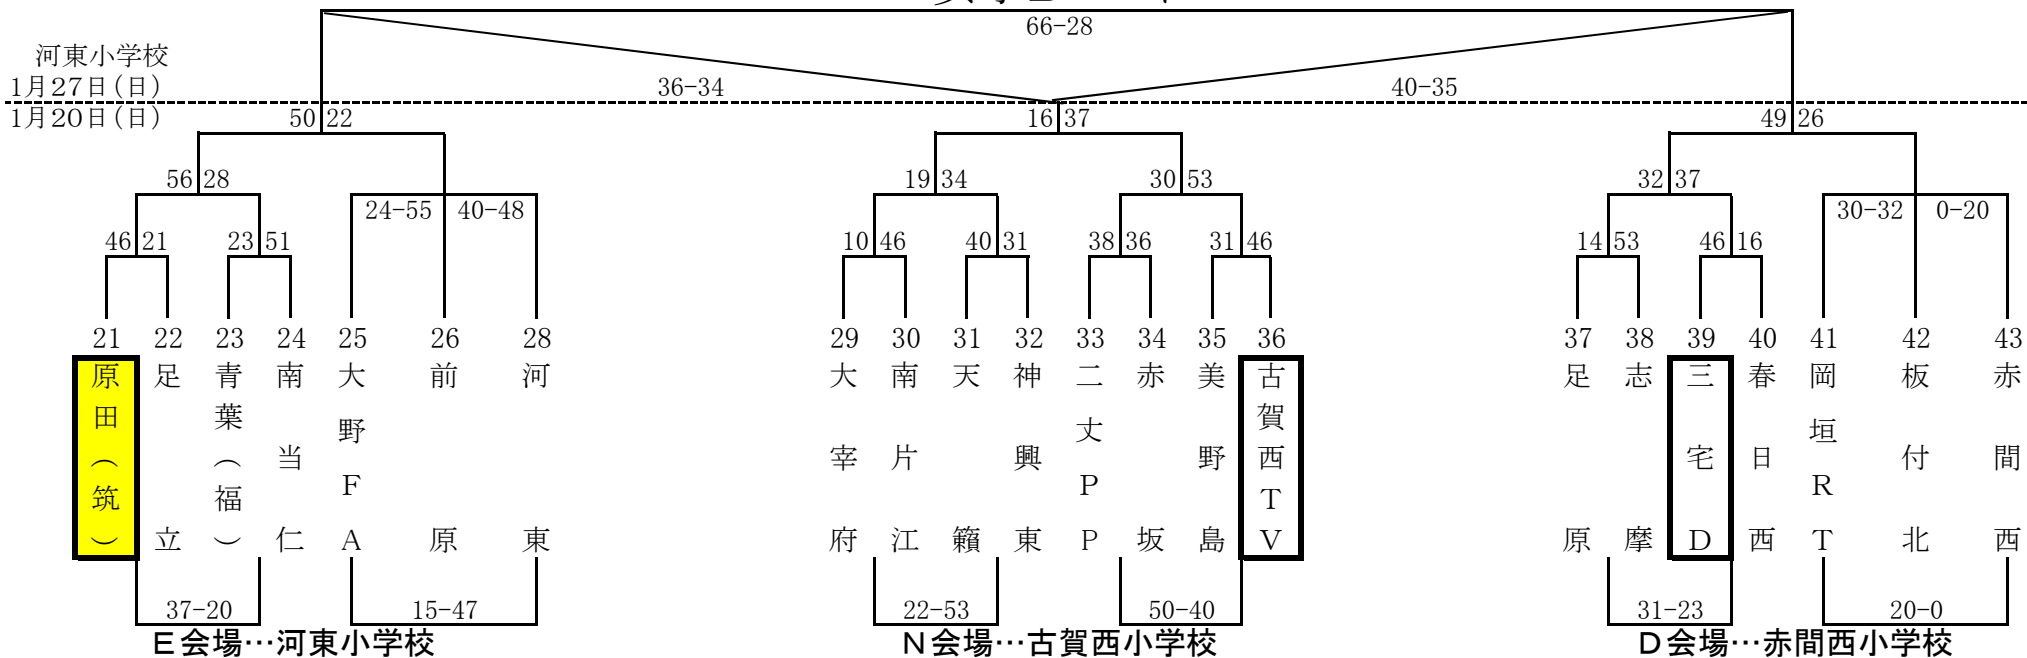 66-28
河東小学校
1月27日(日)
36-34
40-35
1月20日(日)
50 22
16 37
49 26
56 28
19 34
30 53
32 37
24-55 40-48
30-32 0-20
46 21
23 51
10 46
40 31
38 36
31 46
14 53
46 16
21 22 23 24 25 26 28
29 30 31 32 33 34 35 36
37 38 39 40 41 42 43
原田(筑)
足立
青葉(福)
南当仁
大野FA
前原
河東
大宰府
南片江
天籟
神興東
二丈PP
赤坂
美野島
古賀西TV
足原
志摩
三宅D
春日西
岡垣RT
板付北
赤間西
37-20
15-47
22-53
50-40
31-23
20-0
E会場…河東小学校
N会場…古賀西小学校
D会場…赤間西小学校